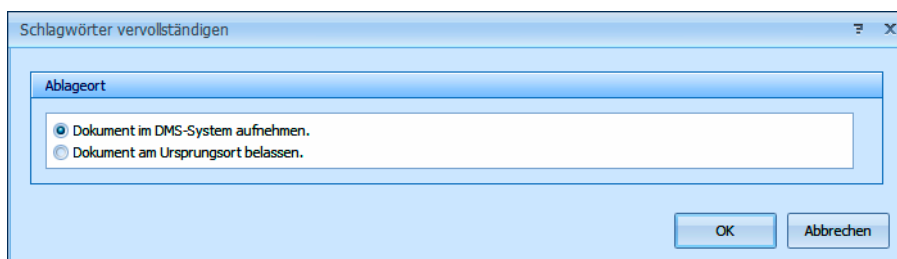 Schlagwörter vervollständigen
Ablageort
Dokument im DMS-System aufnehmen.
Dokument am Ursprungsort belassen.
OK
Abbrechen